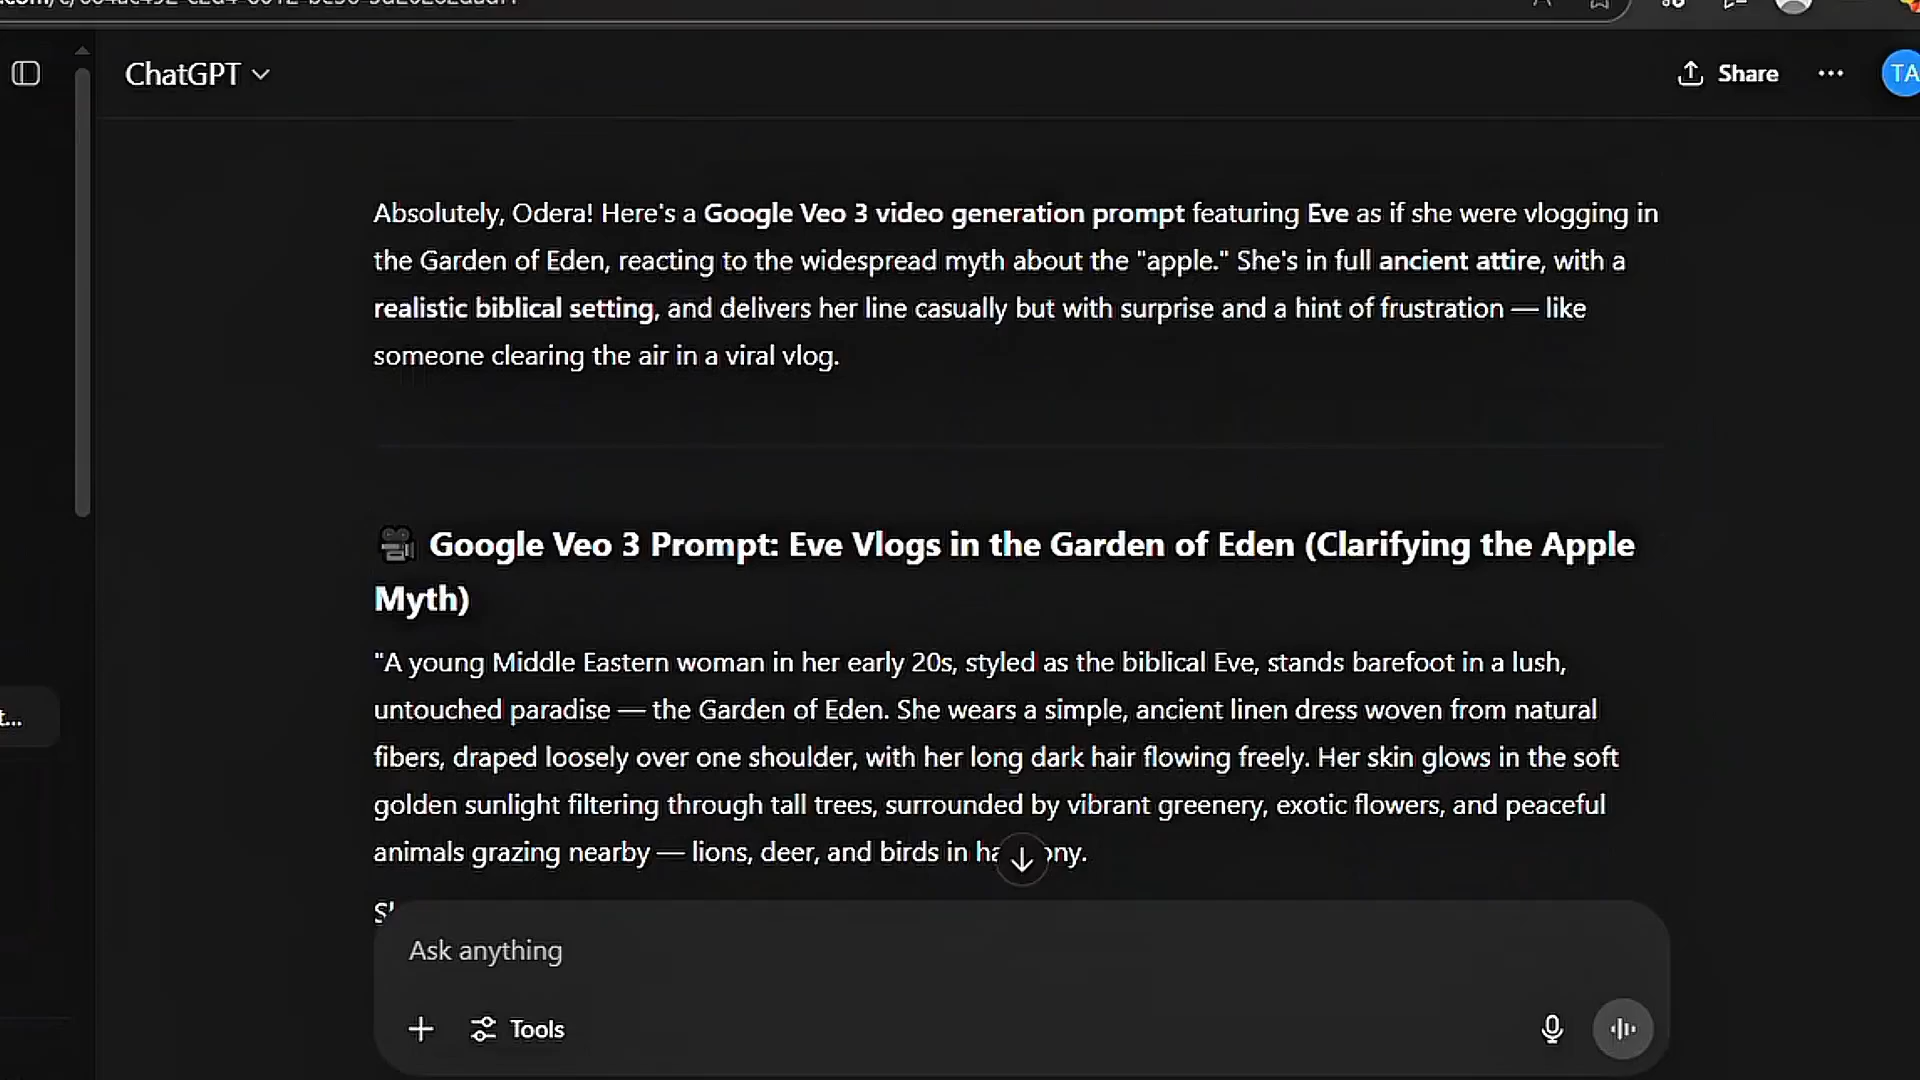 ChatGPT
Share
TA
Absolutely, Odera! Here's a Google Veo 3 video generation prompt featuring Eve as if she were vlogging in
the Garden of Eden, reacting to the widespread myth about the "apple." She's in full ancient attire, with a
realistic biblical setting, and delivers her line casually but with surprise and a hint of frustration — like
someone clearing the air in a viral vlog.
Google Veo 3 Prompt: Eve Vlogs in the Garden of Eden (Clarifying the Apple
Myth)
"A young Middle Eastern woman in her early 20s, styled as the biblical Eve, stands barefoot in a lush,
untouched paradise — the Garden of Eden. She wears a simple, ancient linen dress woven from natural
fibers, draped loosely over one shoulder, with her long dark hair flowing freely. Her skin glows in the soft
golden sunlight filtering through tall trees, surrounded by vibrant greenery, exotic flowers, and peaceful
t...
animals grazing nearby — lions, deer, and birds in
Ask anything
Tools